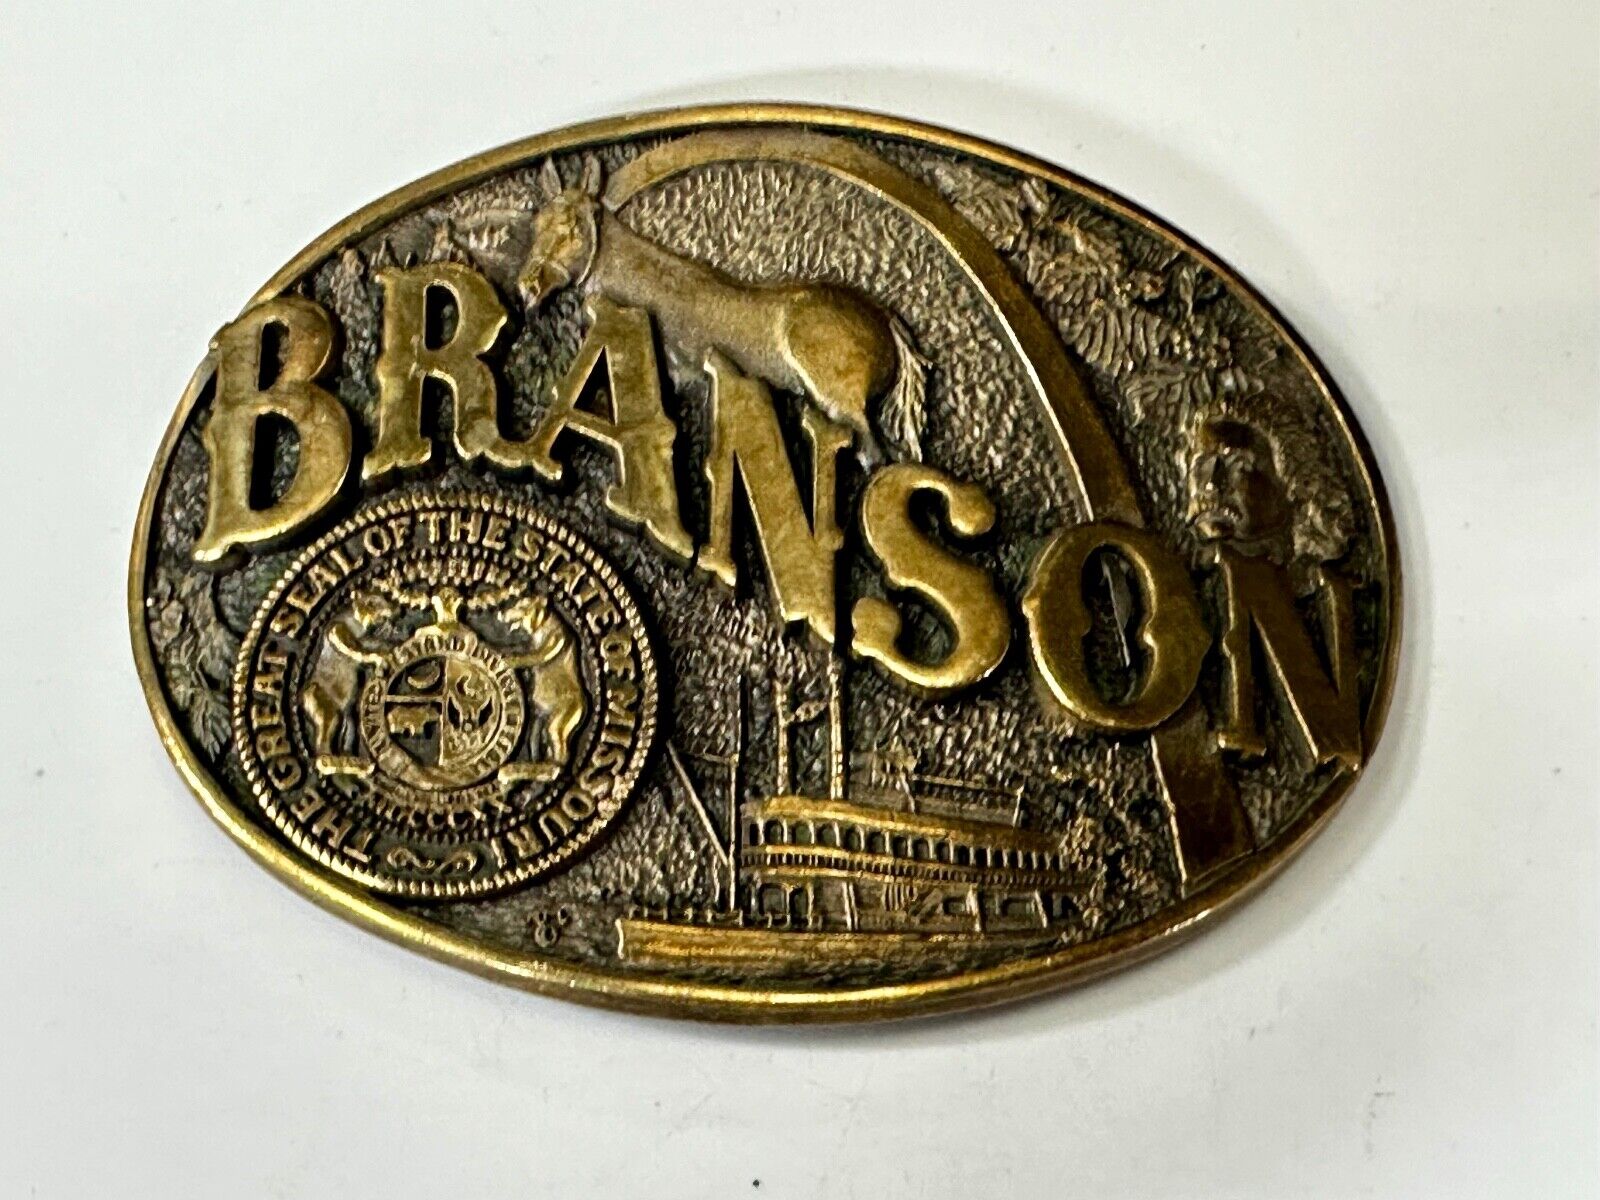 BRANSON
THE GREAT SEAL OF THE STATE OF MISSOURI